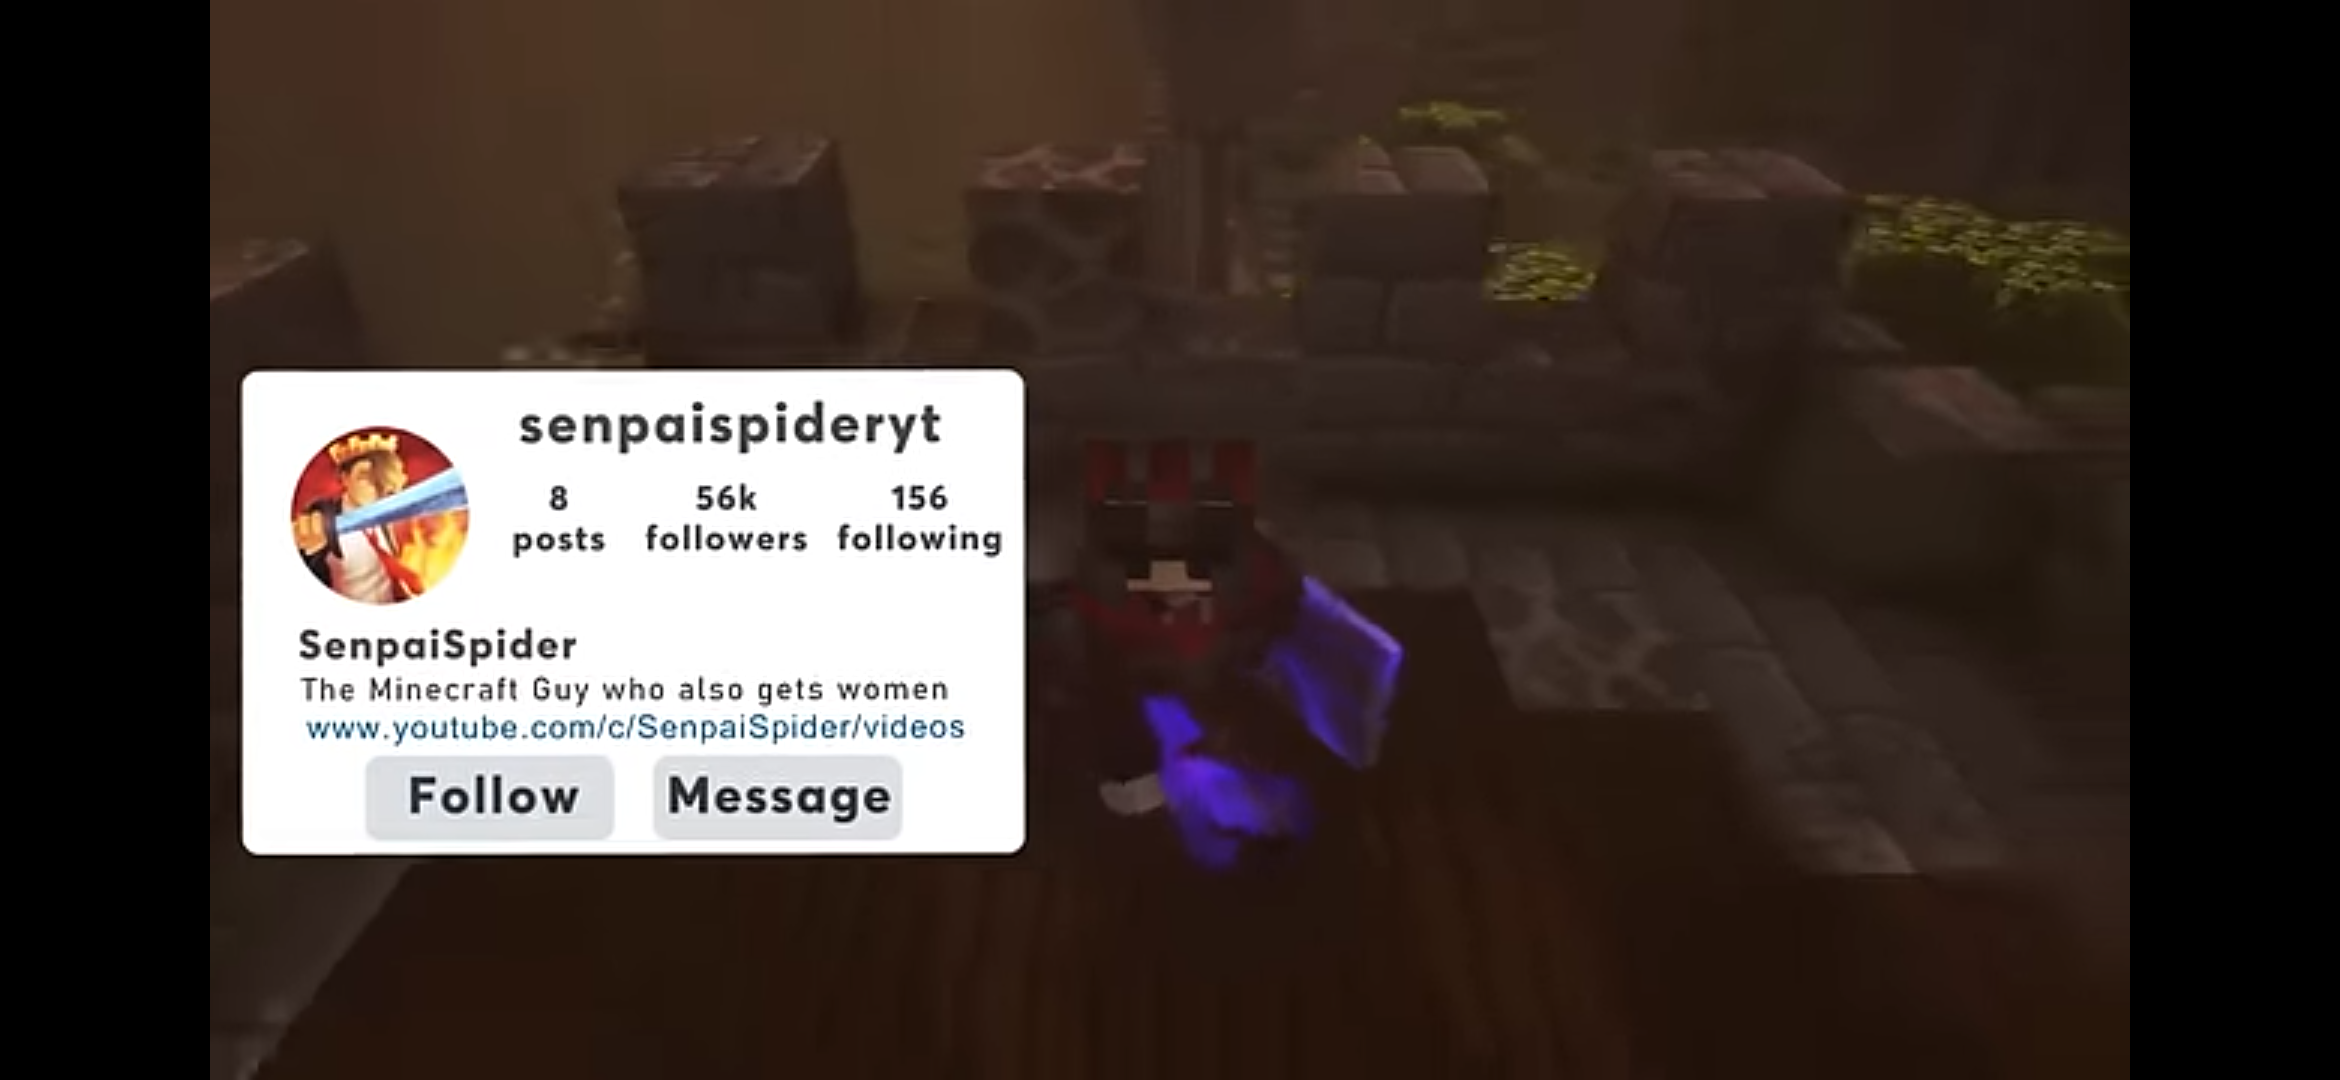 senpaispideryt
8 56k 156
posts followers following
SenpaiSpider
The Minecraft Guy who also gets women
www.youtube.com/c/SenpaiSpider/videos
Follow Message